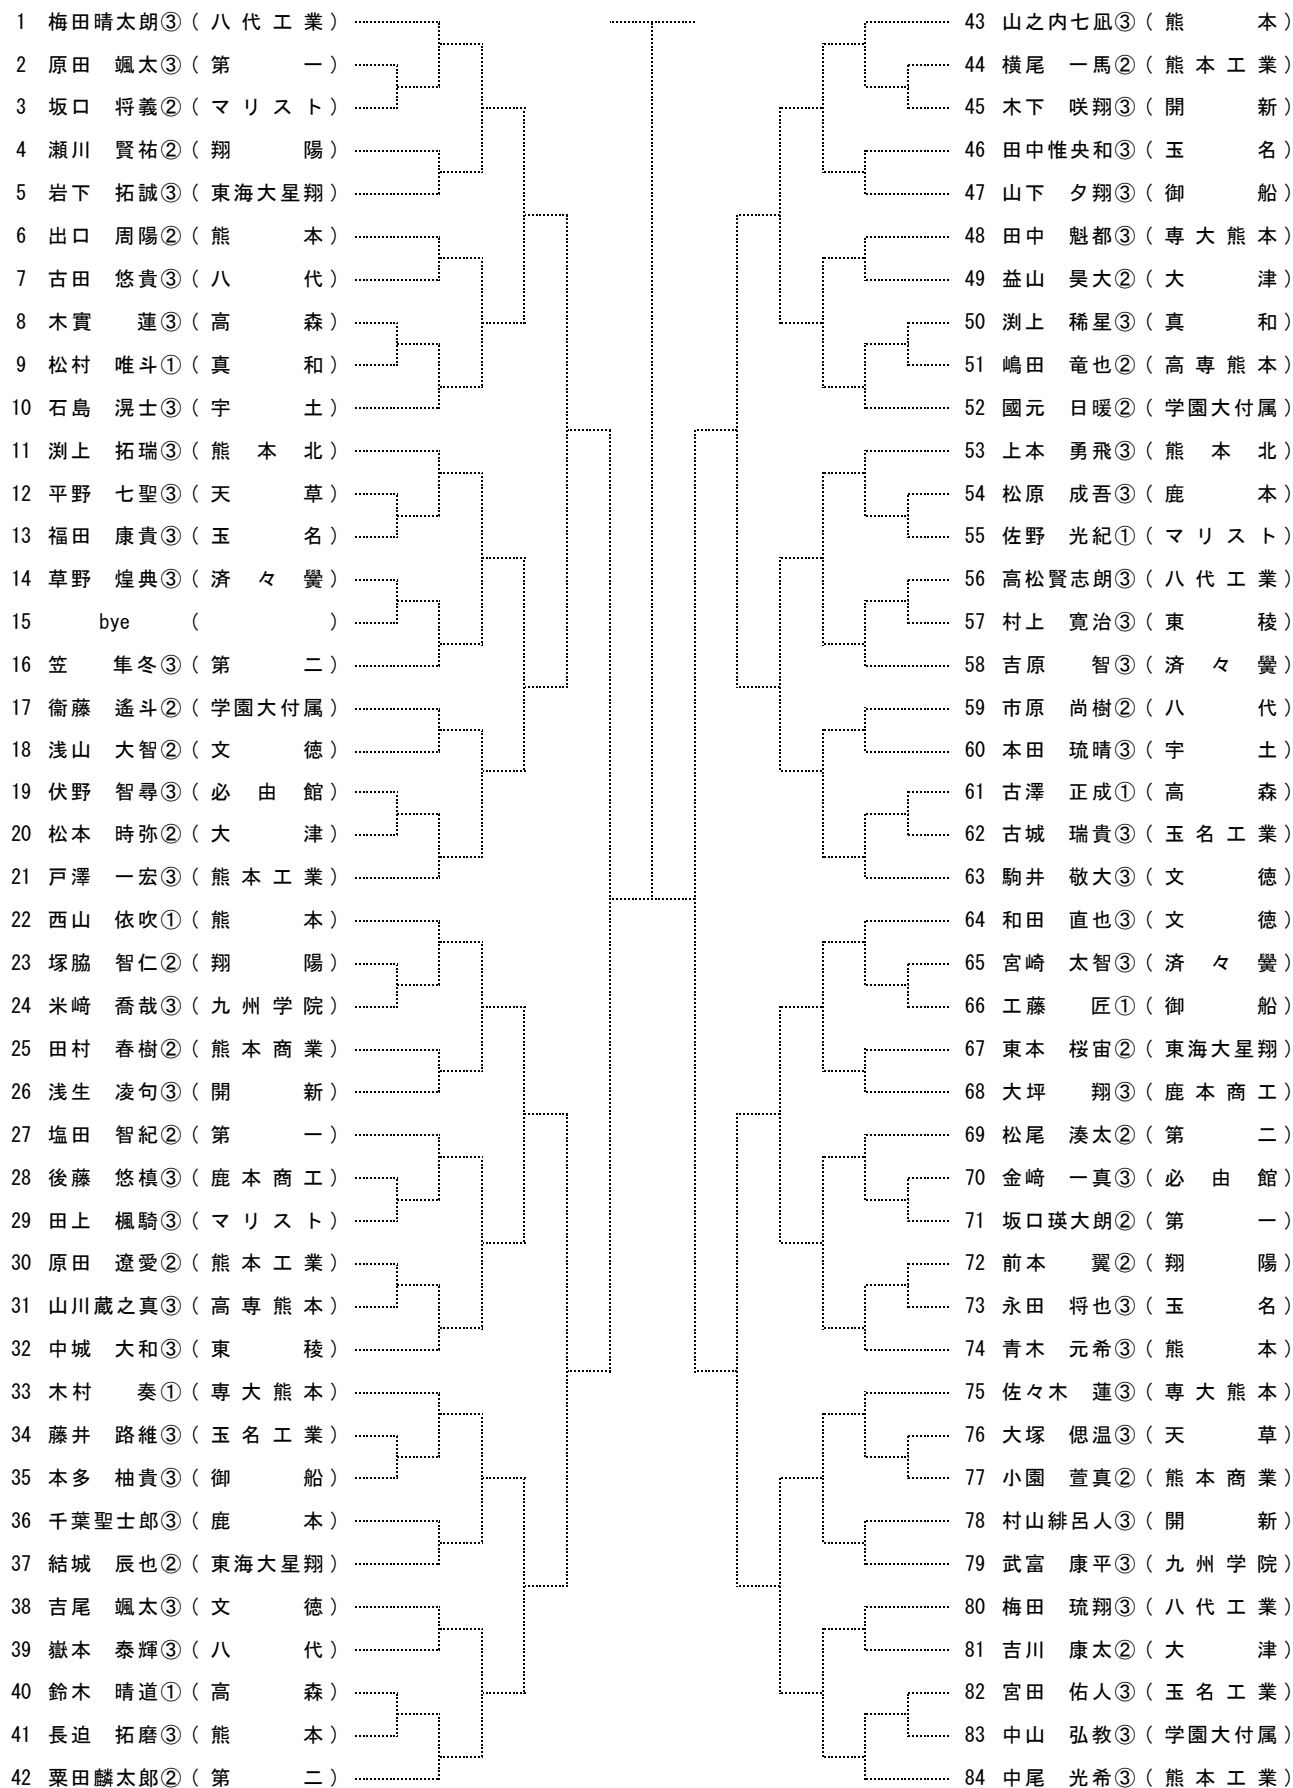 1 梅田晴太朗③（八代工業）
2 原田 颯太③（第一）
3 坂口 将義②（マリスト）
4 瀬川 賢祐②（翔陽）
5 岩下 拓誠③（東海大星翔）
6 出口 周陽②（熊本）
7 古田 悠貴③（八代）
8 木實 蓮③（高森）
9 松村 唯斗①（真和）
10 石島 滉士③（宇土）
11 渕上 拓瑞③（熊本北）
12 平野 七聖③（天草）
13 福田 康貴③（玉名）
14 草野 煌典③（済々黌）
15 bye （ ）
16 笠 隼冬③（第二）
17 衞藤 遙斗②（学園大付属）
18 浅山 大智②（文徳）
19 伏野 智尋③（必由館）
20 松本 時弥②（大津）
21 戸澤 一宏③（熊本工業）
22 西山 依吹①（熊本）
23 塚脇 智仁②（翔陽）
24 米﨑 喬哉③（九州学院）
25 田村 春樹②（熊本商業）
26 浅生 凌句③（開新）
27 塩田 智紀②（第一）
28 後藤 悠槙③（鹿本商工）
29 田上 楓騎③（マリスト）
30 原田 遼愛②（熊本工業）
31 山川蔵之真③（高専熊本）
32 中城 大和③（東稜）
33 木村 奏①（専大熊本）
34 藤井 路維③（玉名工業）
35 本多 柚貴③（御船）
36 千葉聖士郎③（鹿本）
37 結城 辰也②（東海大星翔）
38 吉尾 颯太③（文徳）
39 嶽本 泰輝③（八代）
40 鈴木 晴道①（高森）
41 長迫 拓磨③（熊本）
42 粟田麟太郎②（第二）
43 山之内七凪③（熊本）
44 横尾 一馬②（熊本工業）
45 木下 咲翔③（開新）
46 田中惟央和③（玉名）
47 山下 夕翔③（御船）
48 田中 魁都③（専大熊本）
49 益山 昊大②（大津）
50 渕上 稀星③（真和）
51 嶋田 竜也②（高専熊本）
52 國元 日暖②（学園大付属）
53 上本 勇飛③（熊本北）
54 松原 成吾③（鹿本）
55 佐野 光紀①（マリスト）
56 高松賢志朗③（八代工業）
57 村上 寛治③（東稜）
58 吉原 智③（済々黌）
59 市原 尚樹②（八代）
60 本田 琉晴③（宇土）
61 古澤 正成①（高森）
62 古城 瑞貴③（玉名工業）
63 駒井 敬大③（文徳）
64 和田 直也③（文徳）
65 宮崎 太智③（済々黌）
66 工藤 匠①（御船）
67 東本 桜宙②（東海大星翔）
68 大坪 翔③（鹿本商工）
69 松尾 湊太②（第二）
70 金﨑 一真③（必由館）
71 坂口瑛大朗②（第一）
72 前本 翼②（翔陽）
73 永田 将也③（玉名）
74 青木 元希③（熊本）
75 佐々木 蓮③（専大熊本）
76 大塚 偲温③（天草）
77 小園 萱真②（熊本商業）
78 村山緋呂人③（開新）
79 武富 康平③（九州学院）
80 梅田 琉翔③（八代工業）
81 吉川 康太②（大津）
82 宮田 佑人③（玉名工業）
83 中山 弘教③（学園大付属）
84 中尾 光希③（熊本工業）